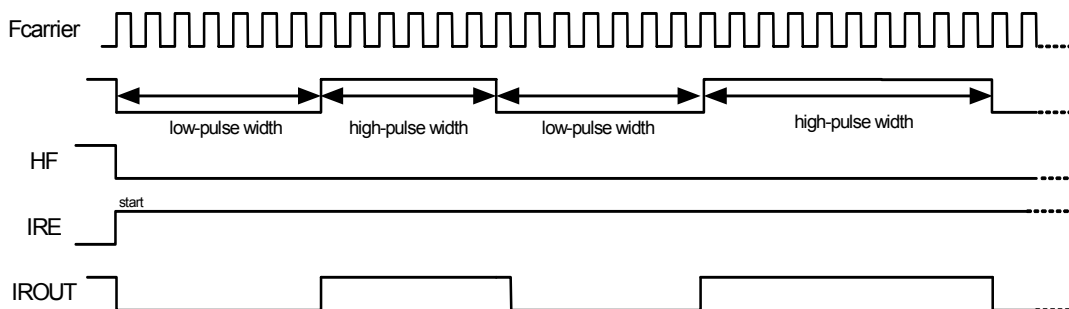 Fcarrier
low-pulse width
high-pulse width
low-pulse width
high-pulse width
HF
start
IRE
IROUT